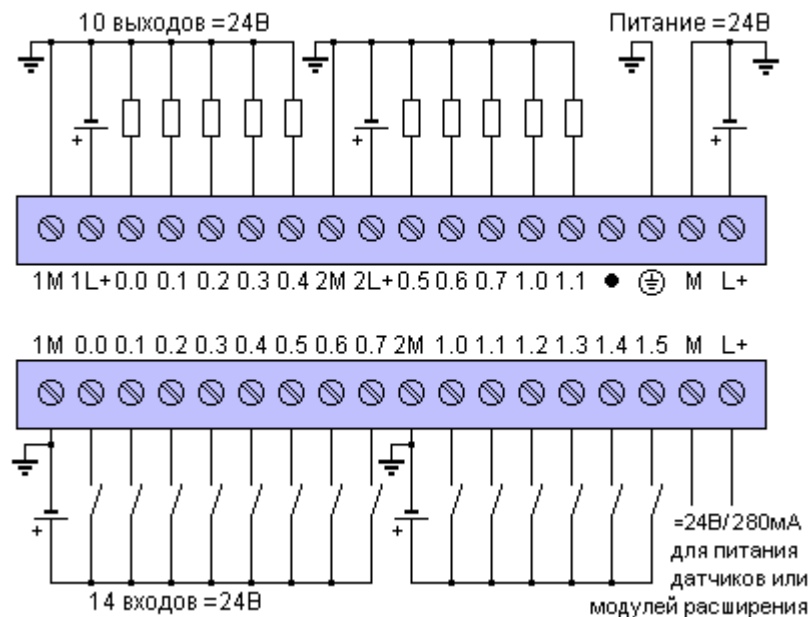 10 выходов =24В
Питание =24В
+
+
+
1M 1L+ 0.0 0.1 0.2 0.3 0.4 2M 2L+ 0.5 0.6 0.7 1.0 1.1 ● M L+
1M 0.0 0.1 0.2 0.3 0.4 0.5 0.6 0.7 2M 1.0 1.1 1.2 1.3 1.4 1.5 M L+
+
+
=24В/280мА
для питания
датчиков или
модулей расширения
14 входов =24В